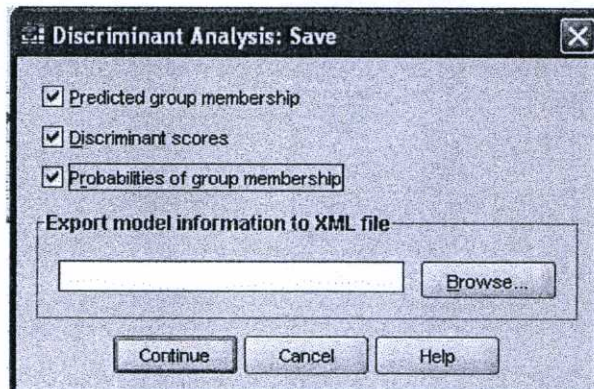 Discriminant Analysis: Save
Predicted group membership
Discriminant scores
Probabilities of group membership
Export model information to XML file
Browse...
Continue Cancel Help